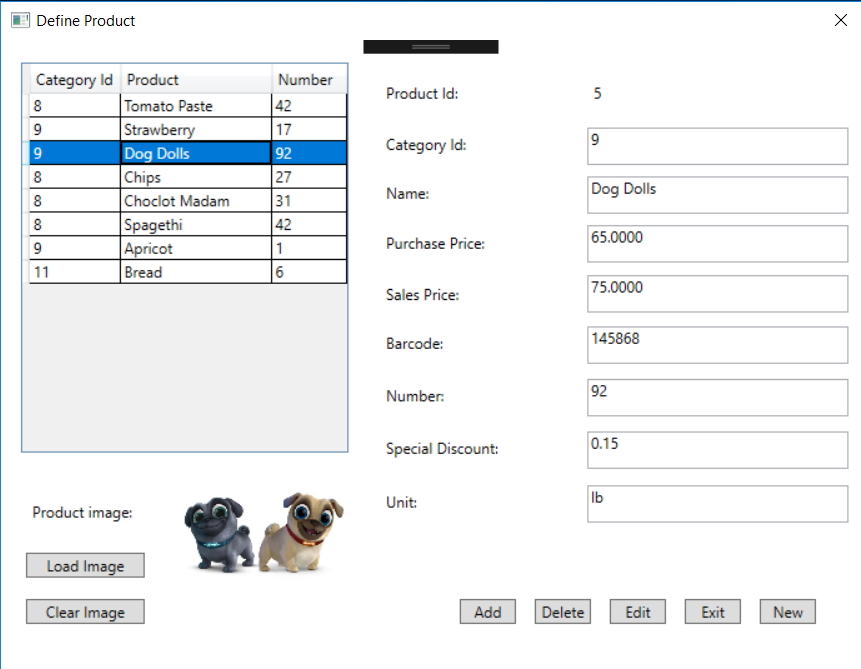 Define Product
Category Id Product Number
8 Tomato Paste 42
9 Strawberry 17
9 Dog Dolls 92
8 Chips 27
8 Choclot Madam 31
8 Spagethi 42
9 Apricot 1
11 Bread 6
Product Id: 5
Category Id: 9
Name: Dog Dolls
Purchase Price: 65.0000
Sales Price: 75.0000
Barcode: 145868
Number: 92
Special Discount: 0.15
Unit: lb
Product image:
Load Image
Clear Image
Add Delete Edit Exit New